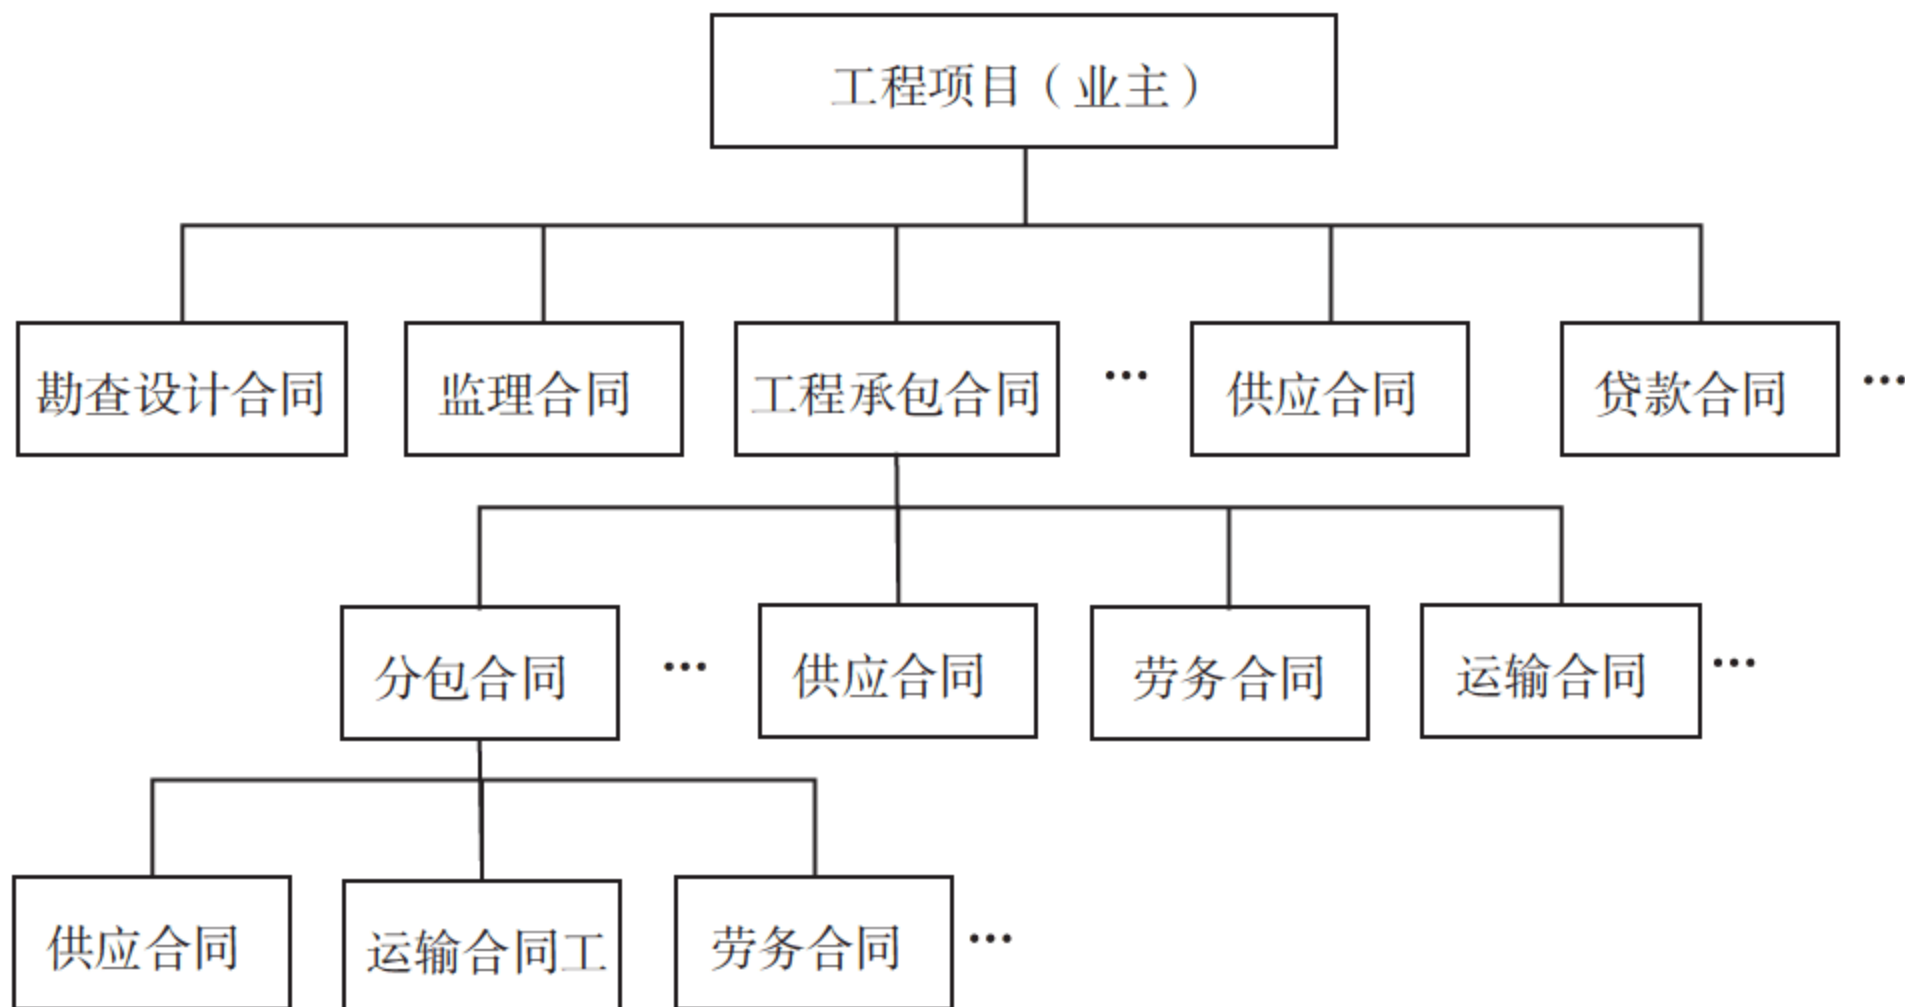 工程项目（业主）
勘查设计合同 监理合同 工程承包合同 … 供应合同 贷款合同 …
分包合同 … 供应合同 劳务合同 运输合同 …
供应合同 运输合同工 劳务合同 …